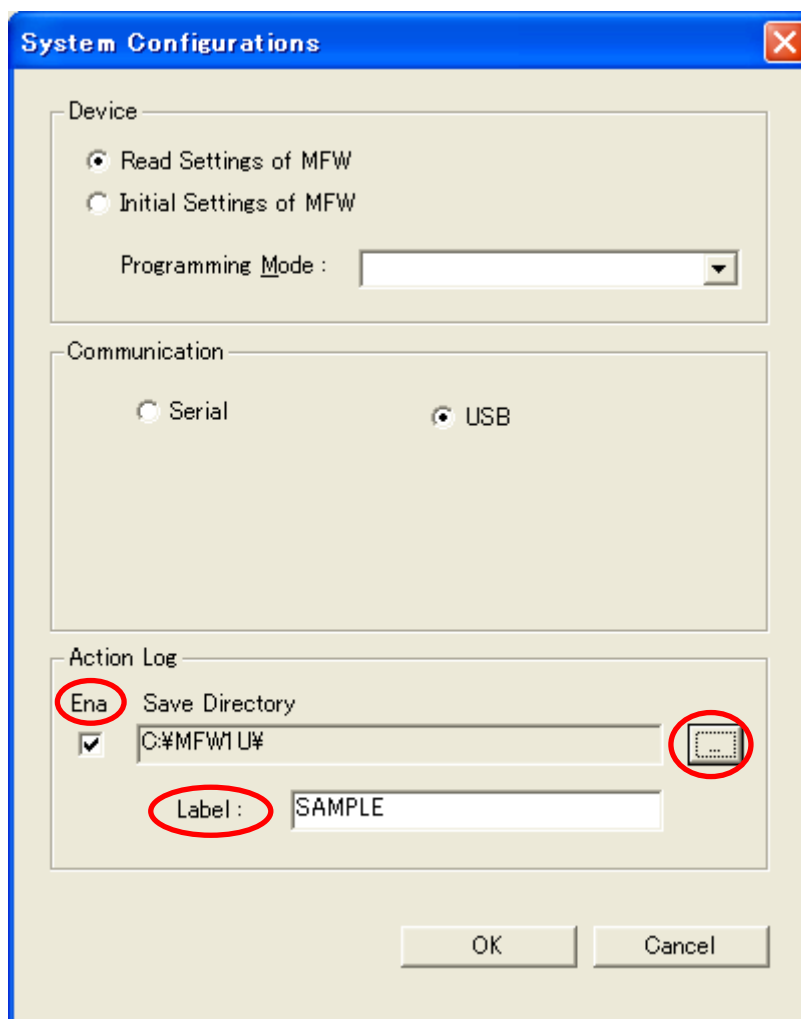 System Configurations
Device
Read Settings of MFW
Initial Settings of MFW
Programming Mode :
Communication
Serial USB
Action Log
Ena Save Directory
C:¥MFW1U¥ ...
Label : SAMPLE
OK Cancel